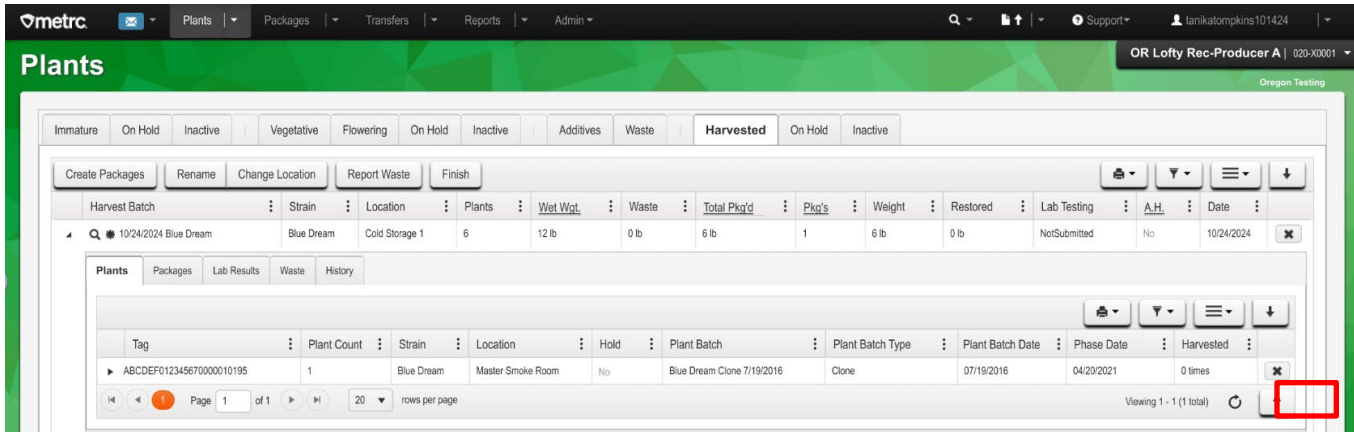 metrc. Plants Packages Transfers Reports Admin Support tanikatompkins101424
Plants
OR Lofty Rec-Producer A | 020-X0001
Oregon Testing
Immature On Hold Inactive Vegetative Flowering On Hold Inactive Additives Waste Harvested On Hold Inactive
Create Packages Rename Change Location Report Waste Finish
Harvest Batch Strain Location Plants Wet Wgt. Waste Total Pkg'd Pkg's Weight Restored Lab Testing A.H. Date
10/24/2024 Blue Dream Blue Dream Cold Storage 1 6 12 lb 0 lb 6 lb 1 6 lb 0 lb NotSubmitted No 10/24/2024
Plants Packages Lab Results Waste History
Tag Plant Count Strain Location Hold Plant Batch Plant Batch Type Plant Batch Date Phase Date Harvested
ABCDEF012345670000010195 1 Blue Dream Master Smoke Room No Blue Dream Clone 7/19/2016 Clone 07/19/2016 04/20/2021 0 times
1 Page 1 of 1 20 rows per page Viewing 1 - 1 (1 total)